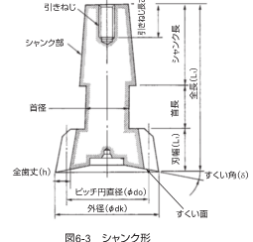 引きねじ
引きねじ長さ
シャンク部
シャンク長
全長(L₁)
首径
首長
刃幅(L)
全歯丈(h)
すくい角(δ)
ピッチ円直径(φdo)
外径(φdk)
すくい面
図6-3 シャンク形